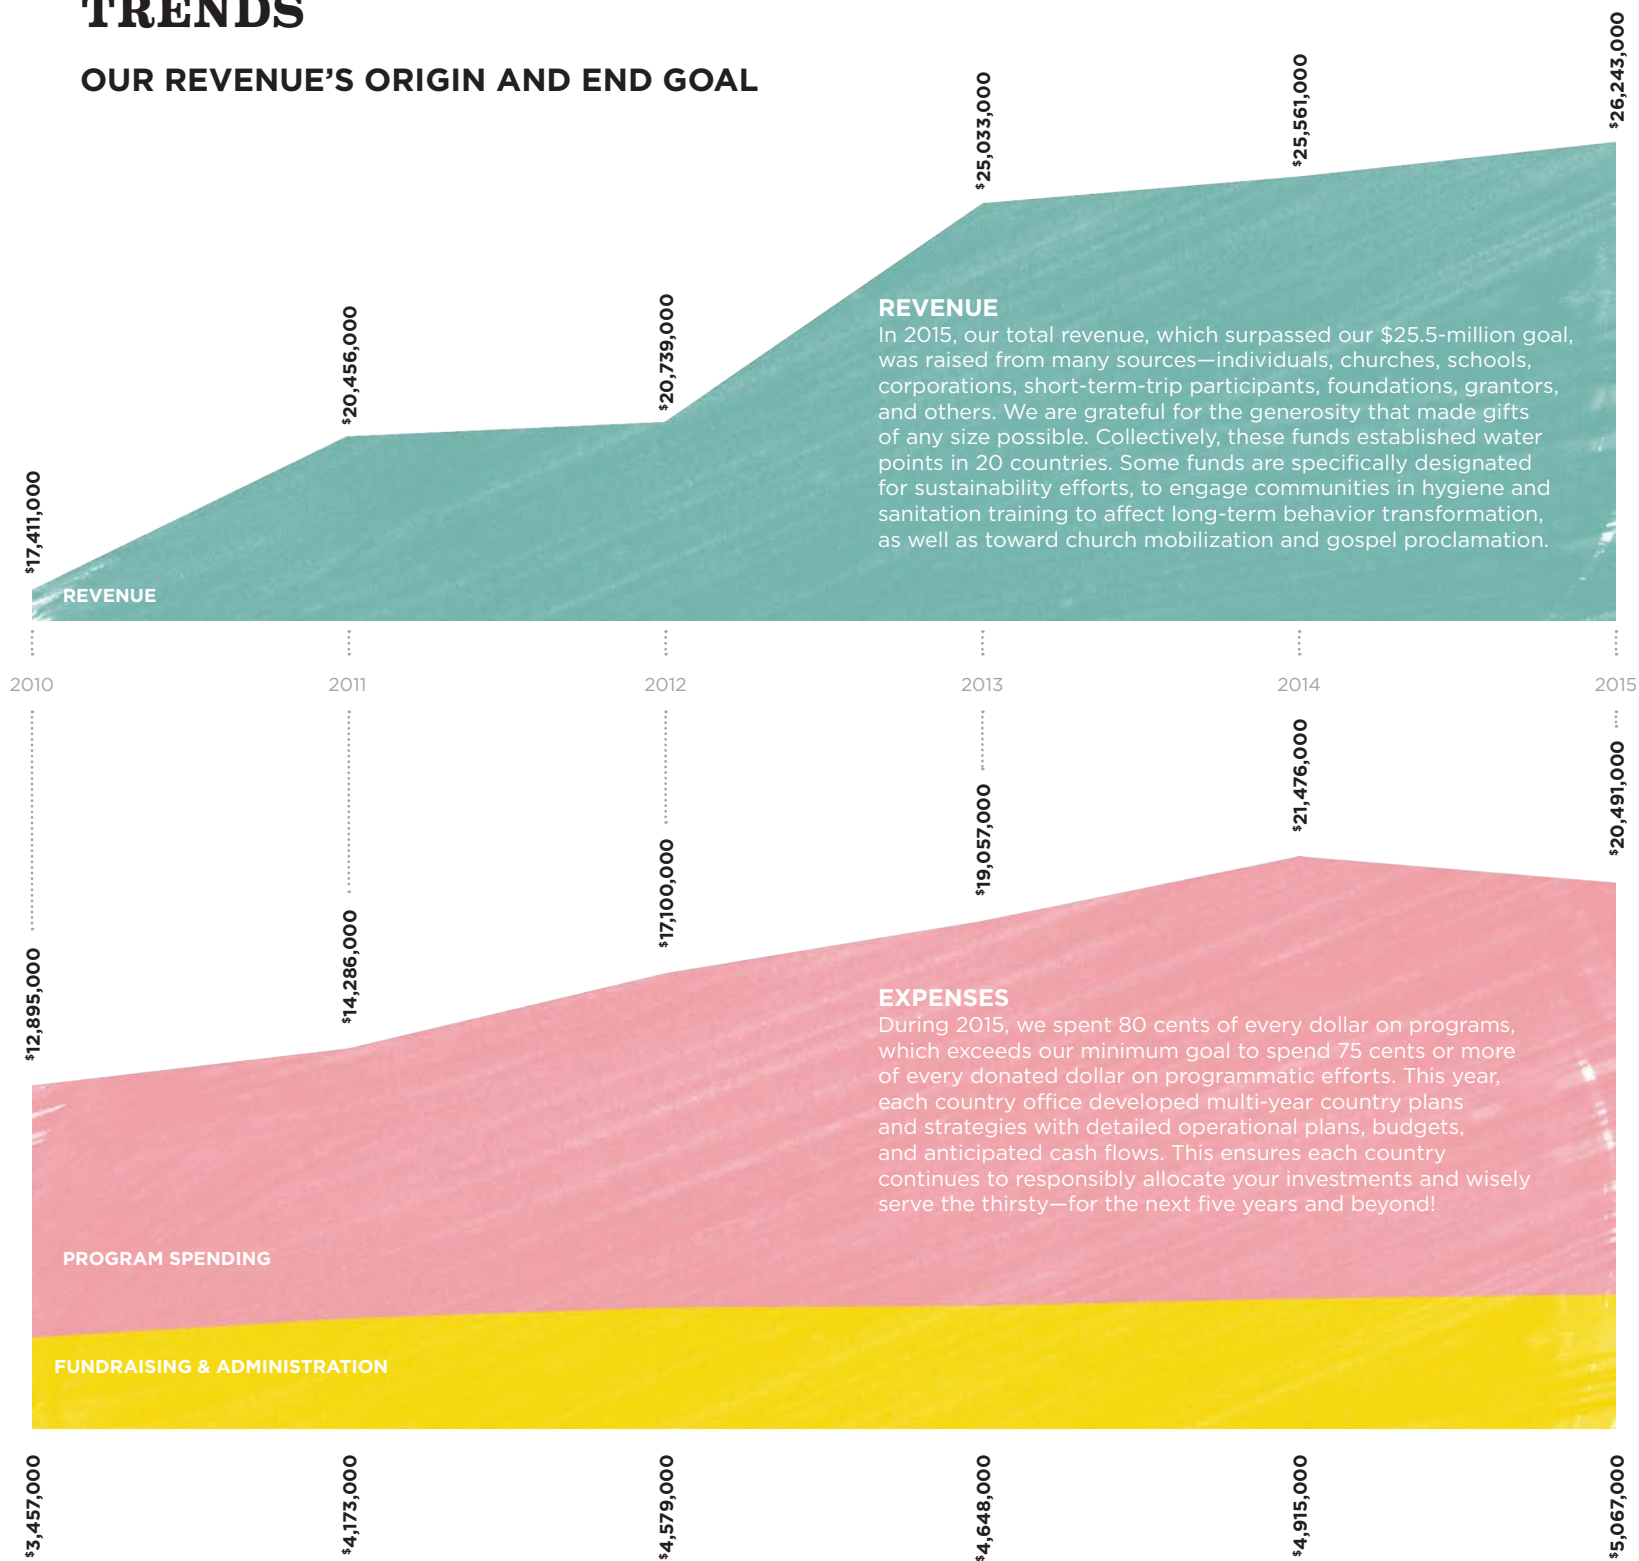 TRENDS
OUR REVENUE’S ORIGIN AND END GOAL
$17,411,000
$20,456,000
$20,739,000
$25,033,000
$25,561,000
$26,243,000
REVENUE
In 2015, our total revenue, which surpassed our $25.5-million goal,
was raised from many sources—individuals, churches, schools,
corporations, short-term-trip participants, foundations, grantors,
and others. We are grateful for the generosity that made gifts
of any size possible. Collectively, these funds established water
points in 20 countries. Some funds are specifically designated
for sustainability efforts, to engage communities in hygiene and
sanitation training to affect long-term behavior transformation,
as well as toward church mobilization and gospel proclamation.
REVENUE
2010
2011
2012
2013
2014
2015
$12,895,000
$14,286,000
$17,100,000
$19,057,000
$21,476,000
$20,491,000
EXPENSES
During 2015, we spent 80 cents of every dollar on programs,
which exceeds our minimum goal to spend 75 cents or more
of every donated dollar on programmatic efforts. This year,
each country office developed multi-year country plans
and strategies with detailed operational plans, budgets,
and anticipated cash flows. This ensures each country
continues to responsibly allocate your investments and wisely
serve the thirsty—for the next five years and beyond!
PROGRAM SPENDING
FUNDRAISING & ADMINISTRATION
$3,457,000
$4,173,000
$4,579,000
$4,648,000
$4,915,000
$5,067,000